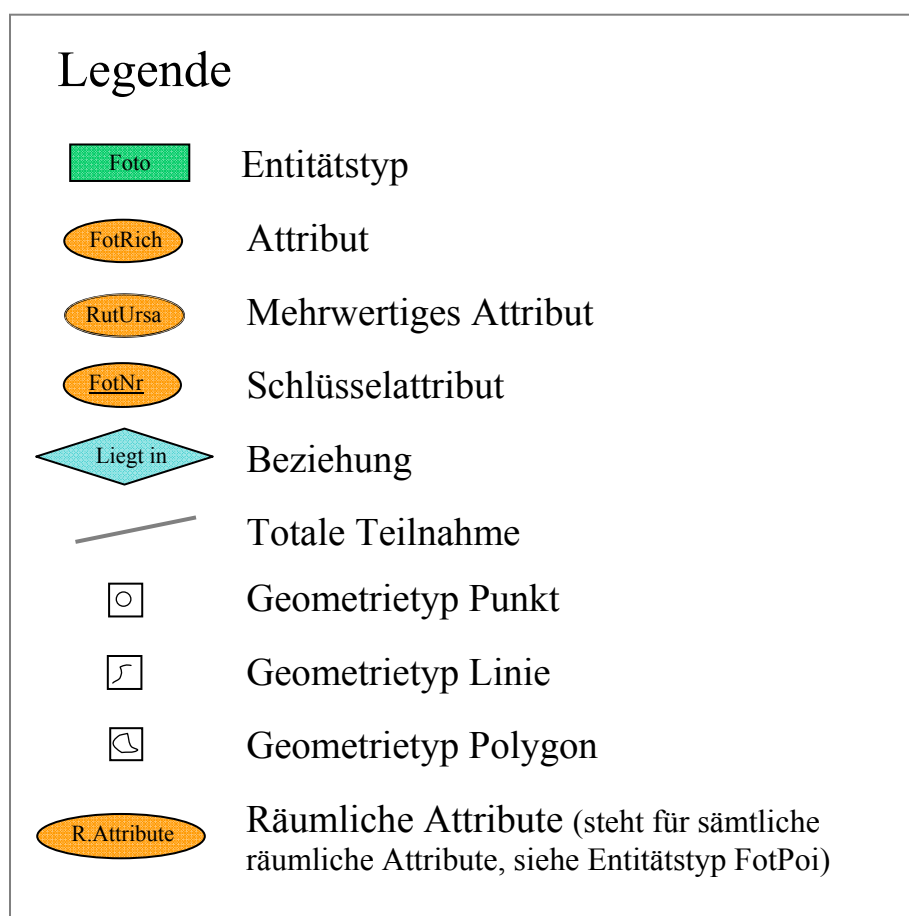 Legende
Foto Entitätstyp
FotRich Attribut
RutUrsa Mehrwertiges Attribut
FotNr Schlüsselattribut
Liegt in Beziehung
Totale Teilnahme
Geometrietyp Punkt
Geometrietyp Linie
Geometrietyp Polygon
R.Attribute Räumliche Attribute (steht für sämtliche
räumliche Attribute, siehe Entitätstyp FotPoi)